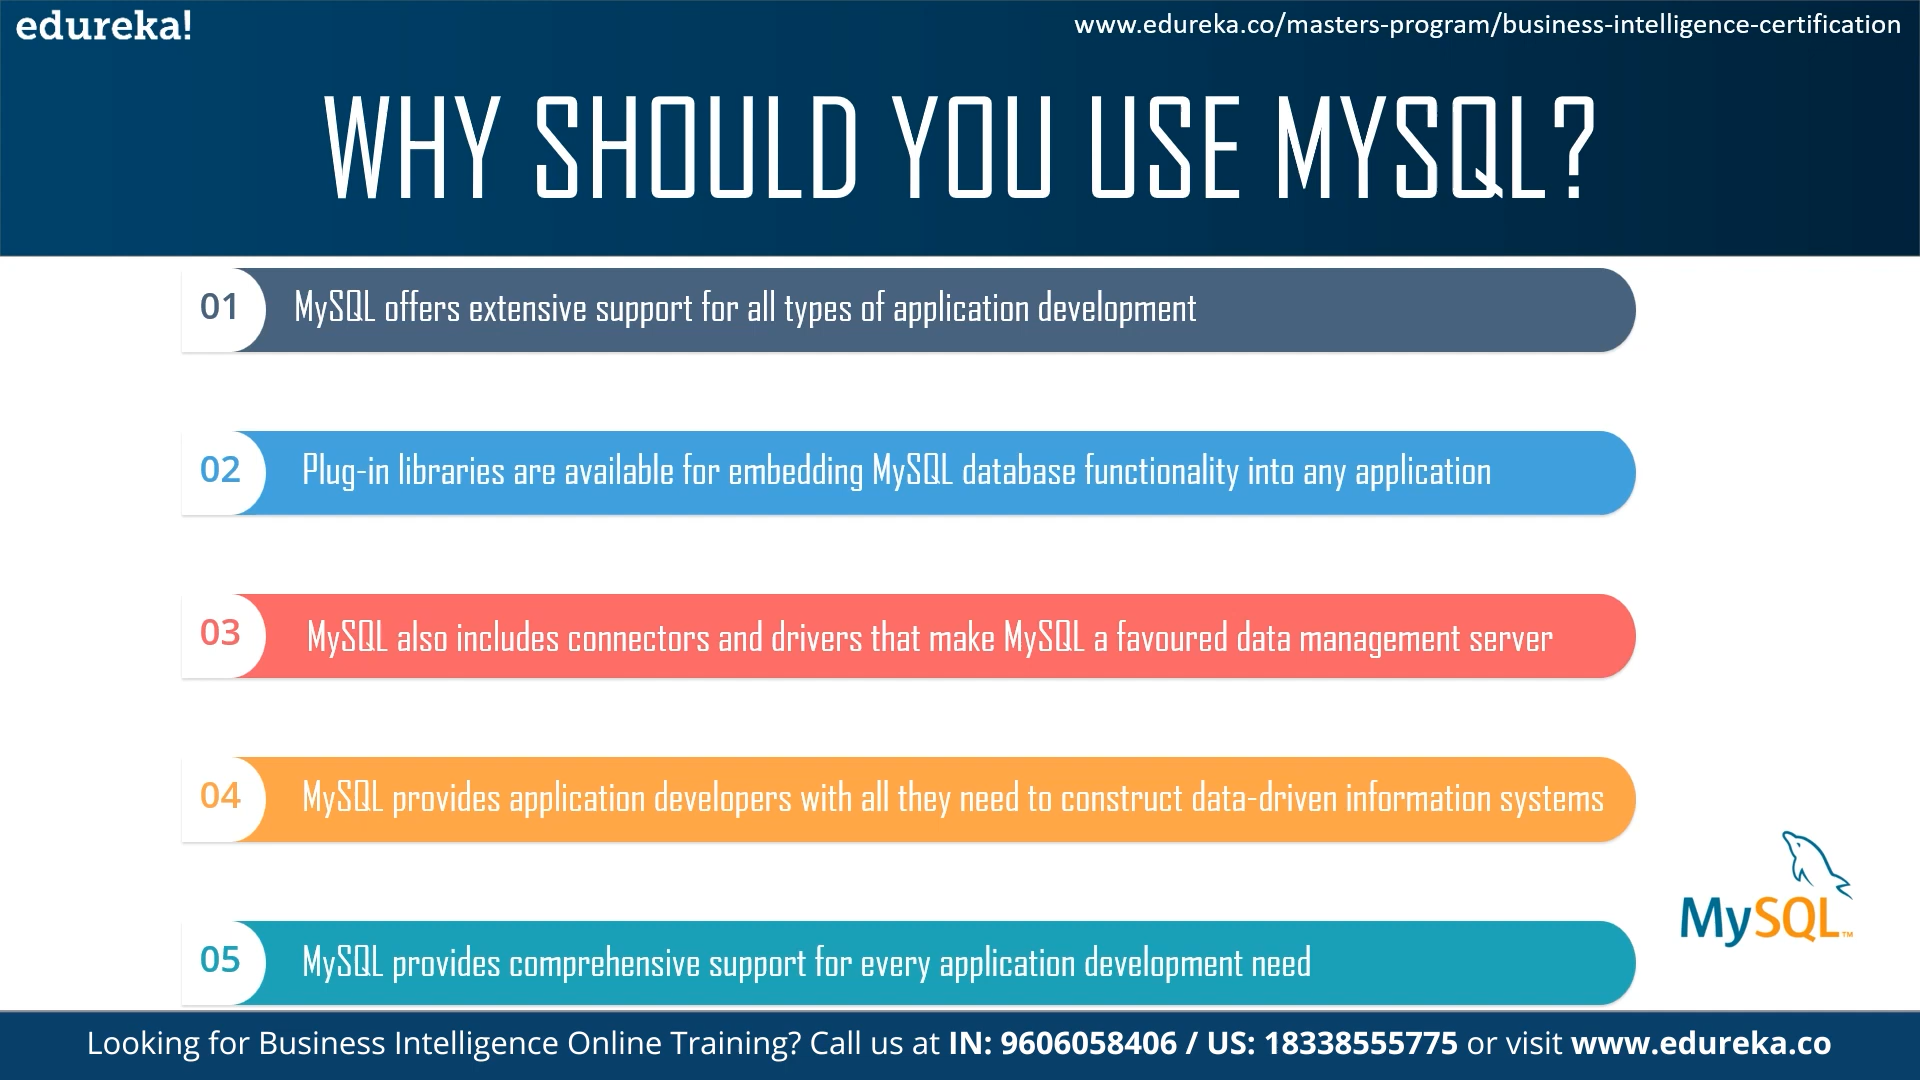 edureka!
www.edureka.co/masters-program/business-intelligence-certification
WHY SHOULD YOU USE MYSQL?
01 MySQL offers extensive support for all types of application development
02 Plug-in libraries are available for embedding MySQL database functionality into any application
03 MySQL also includes connectors and drivers that make MySQL a favoured data management server
04 MySQL provides application developers with all they need to construct data-driven information systems
MySQL™
05 MySQL provides comprehensive support for every application development need
Looking for Business Intelligence Online Training? Call us at IN: 9606058406 / US: 18338555775 or visit www.edureka.co